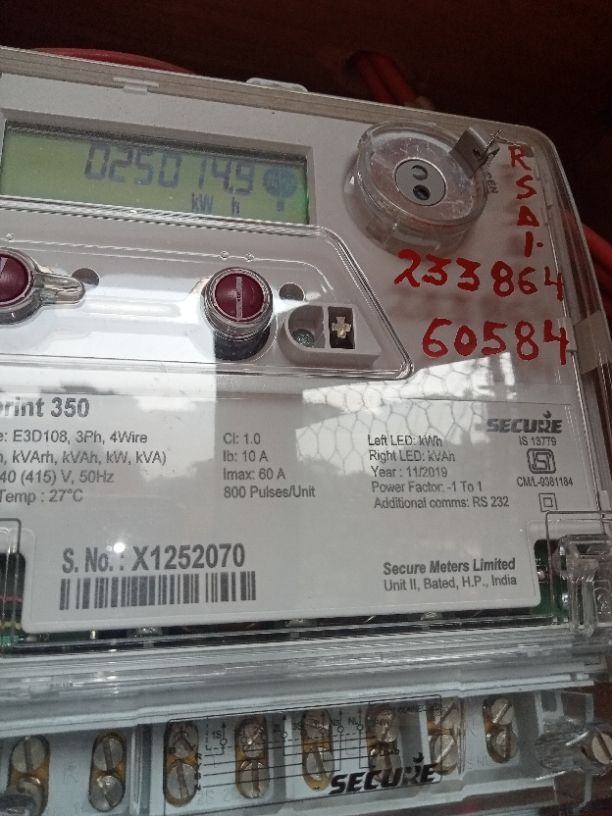 025014.9
kW h
R
S
D
I.
233864
60584
rint 350
e: E3D108, 3Ph, 4Wire
h, kVArh, kVAh, kW, kVA)
40 (415) V, 50Hz
Temp : 27°C
Cl: 1.0
Ib: 10 A
Imax: 60 A
800 Pulses/Unit
Left LED: kWh
Right LED: kVAh
Year : 11/2019
Power Factor: -1 To 1
Additional comms: RS 232
SECURE
IS 13779
CM/L-9381184
S. No. : X1252070
Secure Meters Limited
Unit II, Bated, H.P., India
SECURE